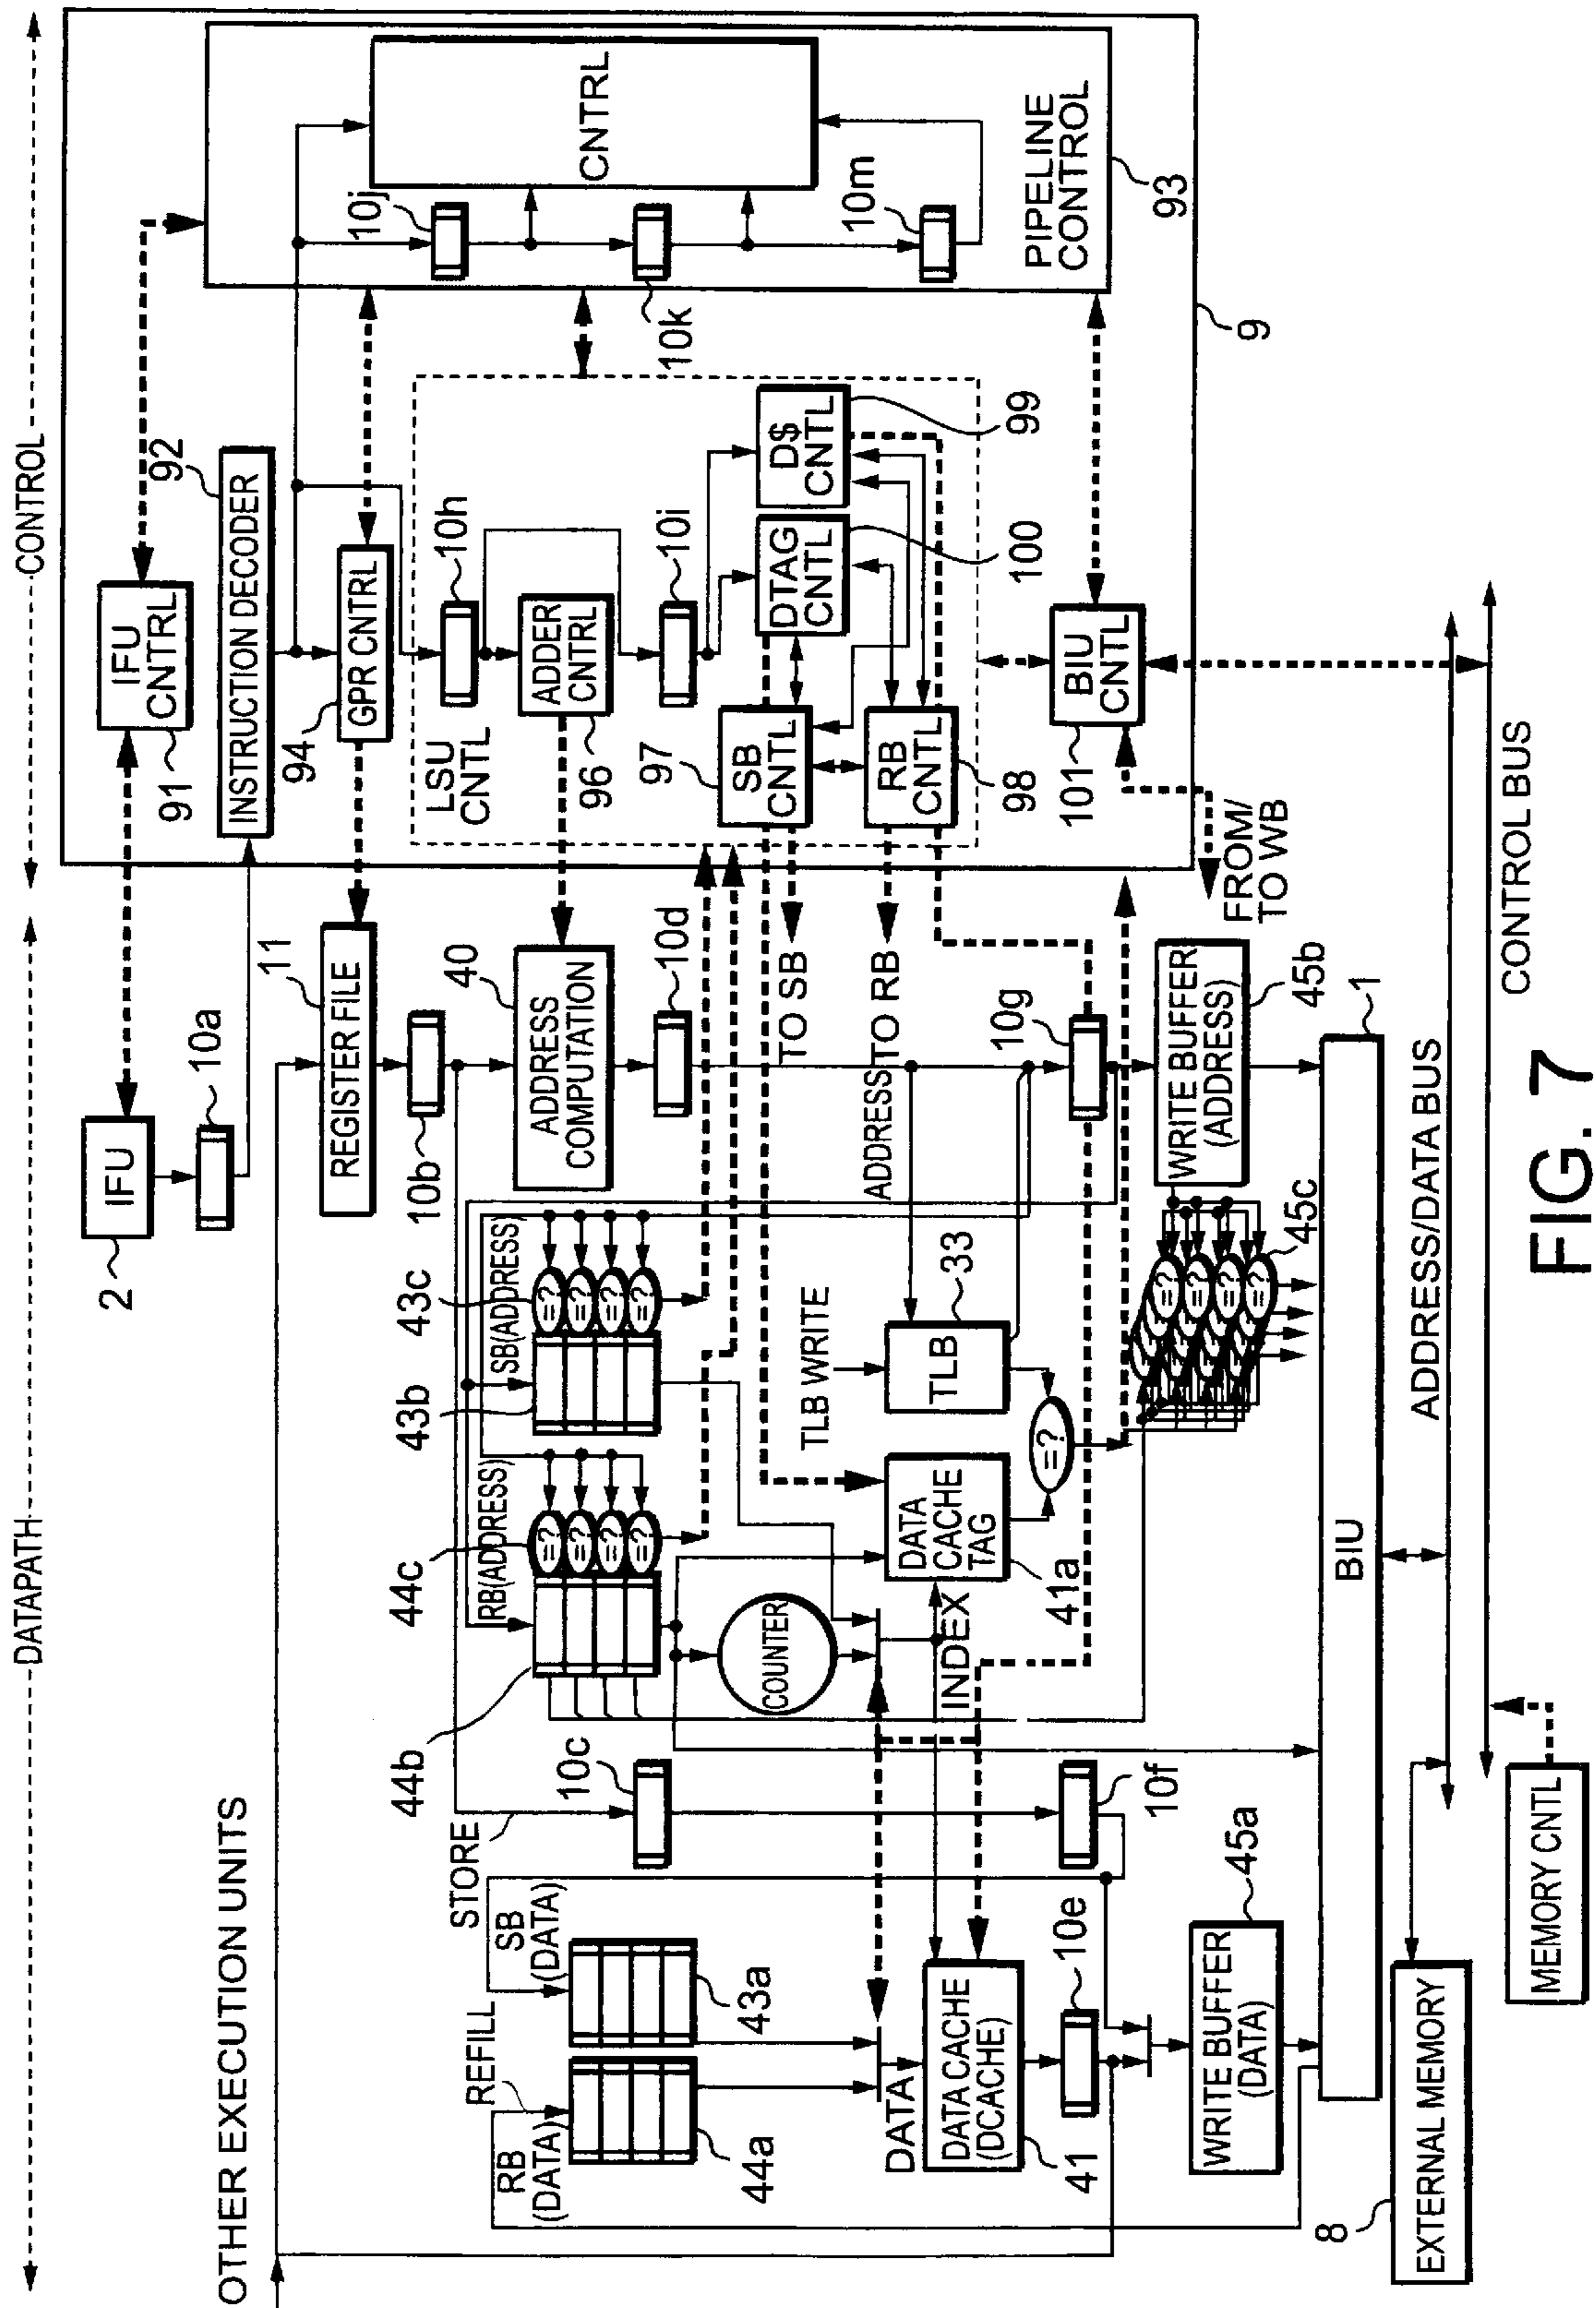 DATAPATH
CONTROL
OTHER EXECUTION UNITS
2
IFU
10a
IFU
CNTRL
91
INSTRUCTION DECODER
92
11
REGISTER FILE
94
GPR CNTRL
10b
LSU
CNTL
10h
10j
CNTRL
40
ADDRESS
COMPUTATION
ADDER
CNTRL
96
10k
10d
10i
10m
PIPELINE
CONTROL
93
REFILL
RB
(DATA)
SB
(DATA)
STORE
44a
43a
10c
44b
44c
RB(ADDRESS)
=?
=?
=?
=?
43b
43c
SB(ADDRESS)
=?
=?
=?
=?
97
SB
CNTL
DTAG
CNTL
D$
CNTL
TO SB
100
99
COUNTER
TLB WRITE
ADDRESS
TO RB
RB
CNTL
98
DATA
DATA CACHE
(DCACHE)
41
INDEX
DATA
CACHE
TAG
41a
TLB
33
=?
10e
10f
10g
101
BIU
CNTL
9
FROM/
TO WB
WRITE BUFFER
(DATA)
45a
=?
=?
=?
=?
45c
WRITE BUFFER
(ADDRESS)
45b
BIU
1
8
EXTERNAL MEMORY
ADDRESS/DATA BUS
CONTROL BUS
MEMORY CNTL
FIG. 7